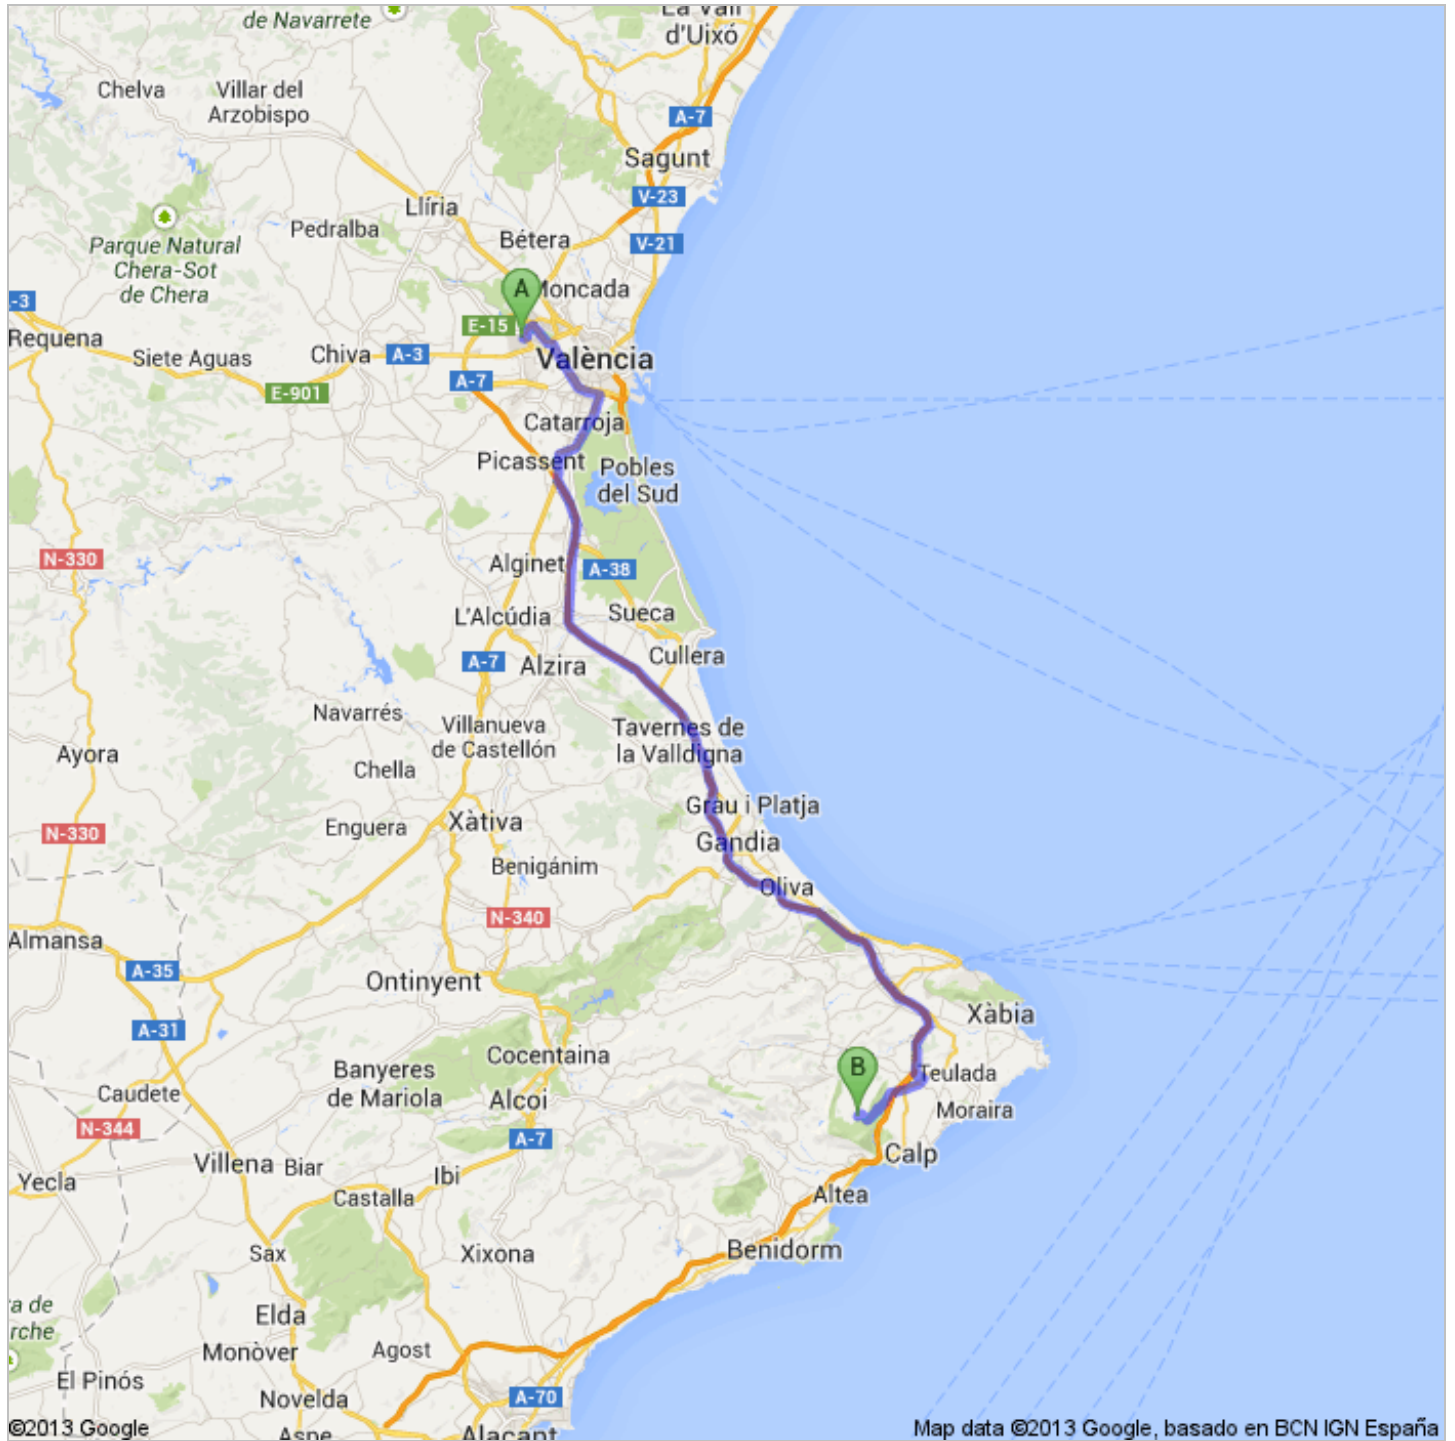 de Navarrete
La Vall
d'Uixó
Chelva
Villar del
Arzobispo
A-7
Sagunt
V-23
Llíria
Pedralba
Bétera
V-21
Parque Natural
Chera-Sot
de Chera
A
Moncada
-3
E-15
Requena
Siete Aguas
Chiva
A-3
València
A-7
E-901
Catarroja
Picassent
Pobles
del Sud
N-330
Alginet
A-38
L'Alcúdia
Sueca
A-7
Alzira
Cullera
Navarrés
Villanueva
de Castellón
Tavernes de
la Valldigna
Ayora
Chella
Grau i Platja
N-330
Enguera
Xàtiva
Gandia
Benigánim
Oliva
N-340
Almansa
A-35
Ontinyent
A-31
Xàbia
Cocentaina
Banyeres
de Mariola
B
Teulada
Caudete
Alcoi
Moraira
N-344
A-7
Villena
Biar
Calp
Yecla
Ibi
Castalla
Altea
Sax
Xixona
Benidorm
ra de
rche
Elda
Monòver
Agost
El Pinós
Novelda
A-70
©2013 Google
Aspe
Alacant
Map data ©2013 Google, basado en BCN IGN España